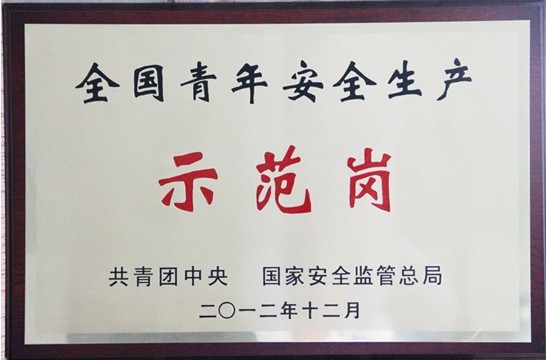 全国青年安全生产
示范岗
共青团中央 国家安全监管总局
二〇一二年十二月